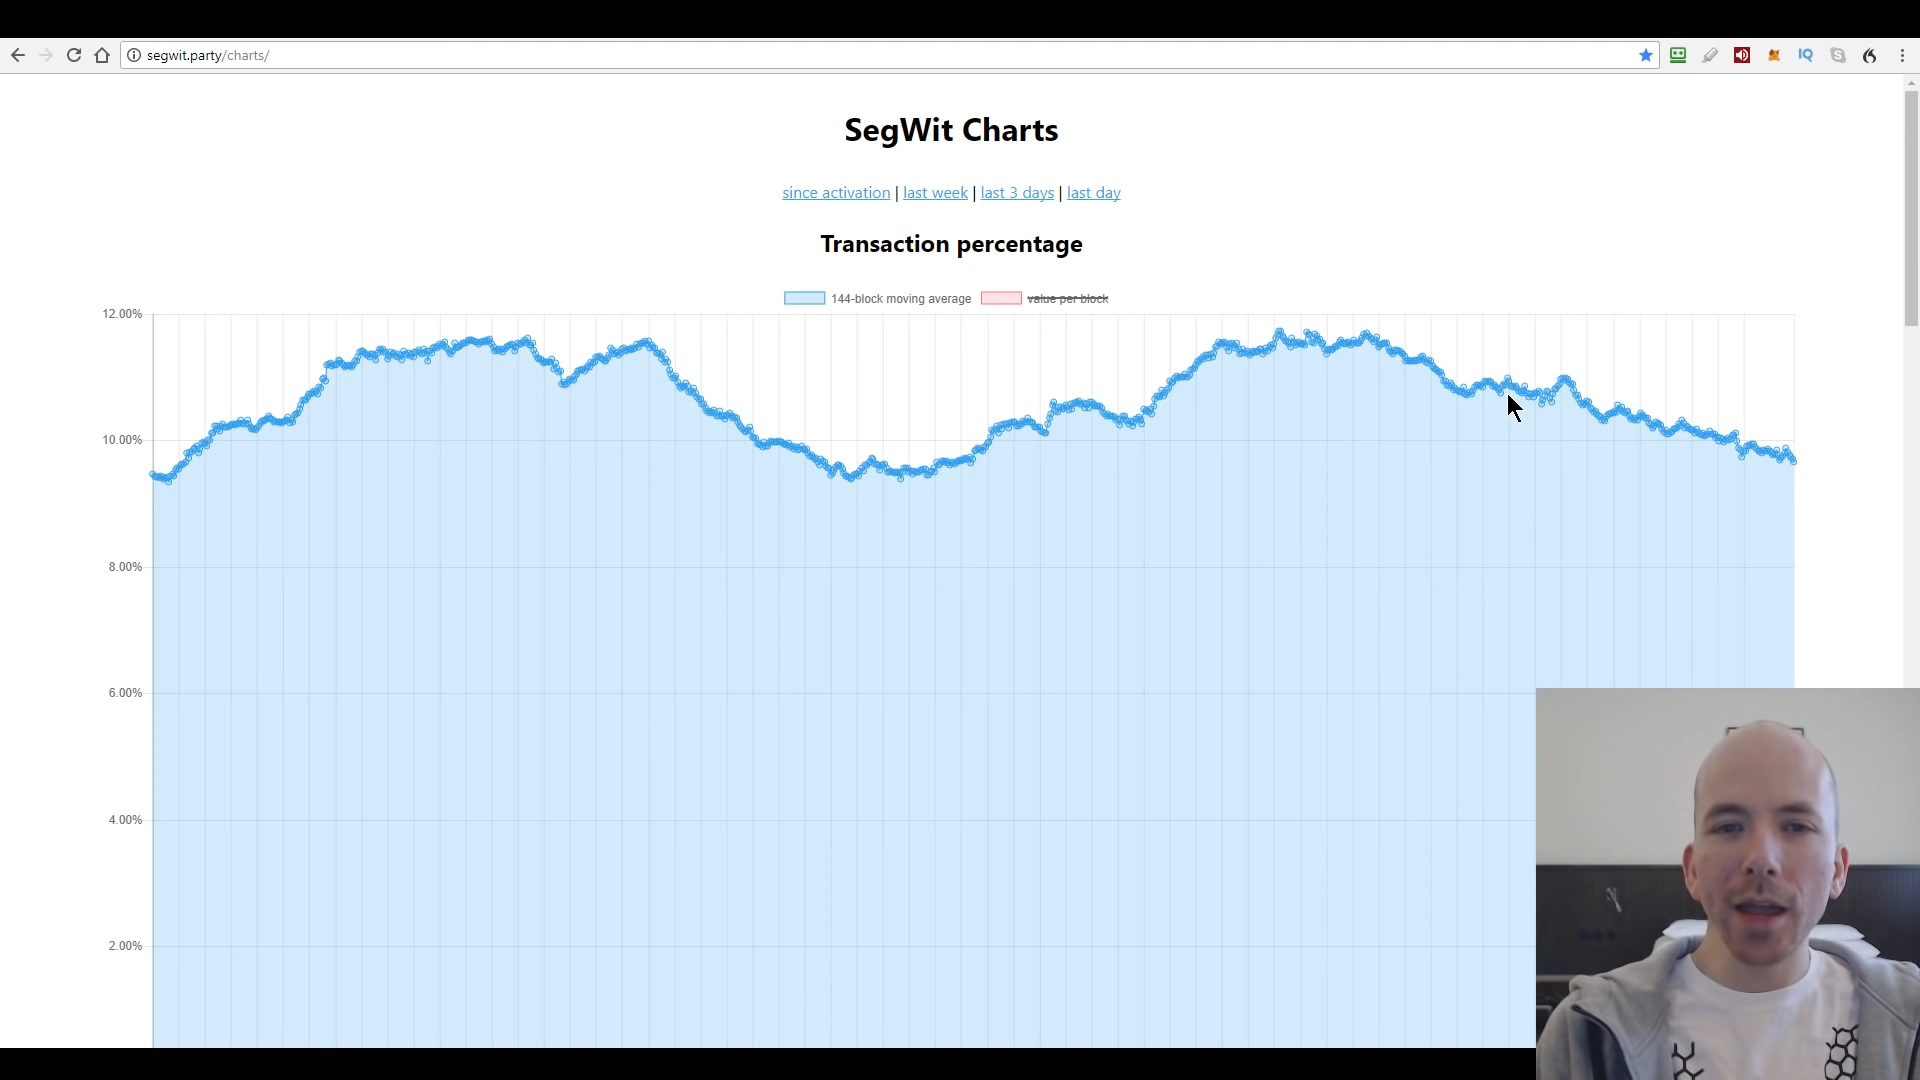 segwit.party/charts/
IQ
S
SegWit Charts
since activation | last week | last 3 days | last day
Transaction percentage
144-block moving average value per block
12.00%
10.00%
8.00%
6.00%
4.00%
2.00%